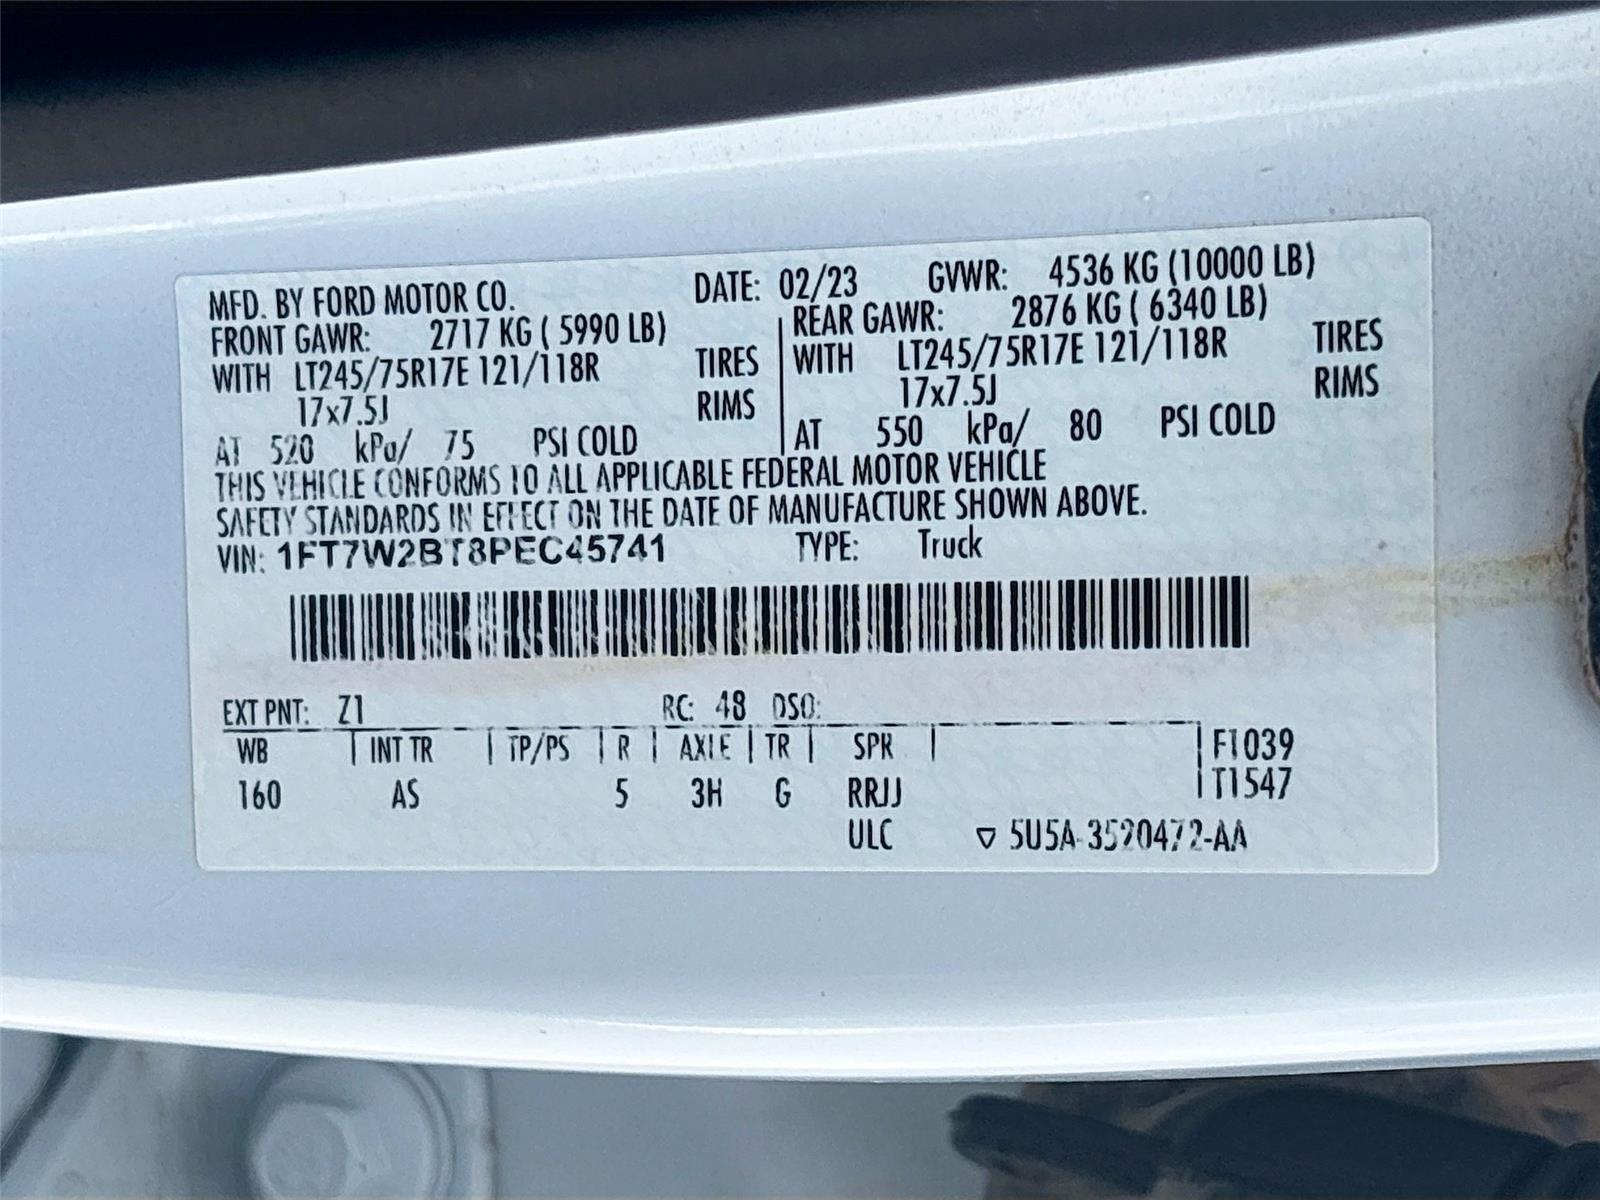 MFD. BY FORD MOTOR CO. DATE: 02/23 GVWR: 4536 KG (10000 LB)
FRONT GAWR: 2717 KG ( 5990 LB) REAR GAWR: 2876 KG ( 6340 LB)
WITH LT245/75R17E 121/118R TIRES WITH LT245/75R17E 121/118R TIRES
17x7.5J RIMS 17x7.5J RIMS
AT 520 kPa/ 75 PSI COLD AT 550 kPa/ 80 PSI COLD
THIS VEHICLE CONFORMS TO ALL APPLICABLE FEDERAL MOTOR VEHICLE
SAFETY STANDARDS IN EFFECT ON THE DATE OF MANUFACTURE SHOWN ABOVE.
VIN: 1FT7W2BT8PEC45741 TYPE: Truck
EXT PNT: Z1 RC: 48 DSO:
WB | INT TR | TP/PS | R | AXLE | TR | SPR | | F1039
160 AS 5 3H G RRJJ | T1547
ULC ▽ 5U5A-3520472-AA